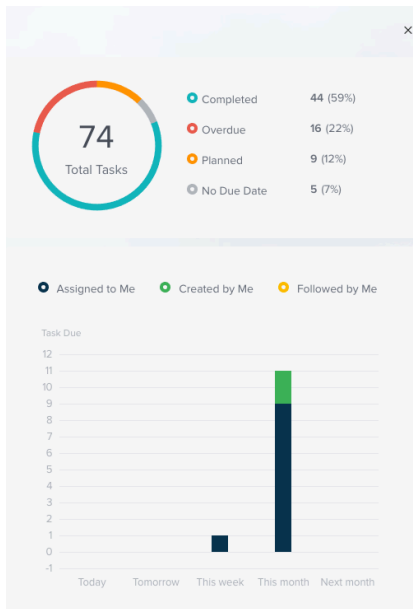 ×
74
Total Tasks
Completed 44 (59%)
Overdue 16 (22%)
Planned 9 (12%)
No Due Date 5 (7%)
Assigned to Me Created by Me Followed by Me
Task Due
12
11
10
9
8
7
6
5
4
3
2
1
0
-1
Today Tomorrow This week This month Next month